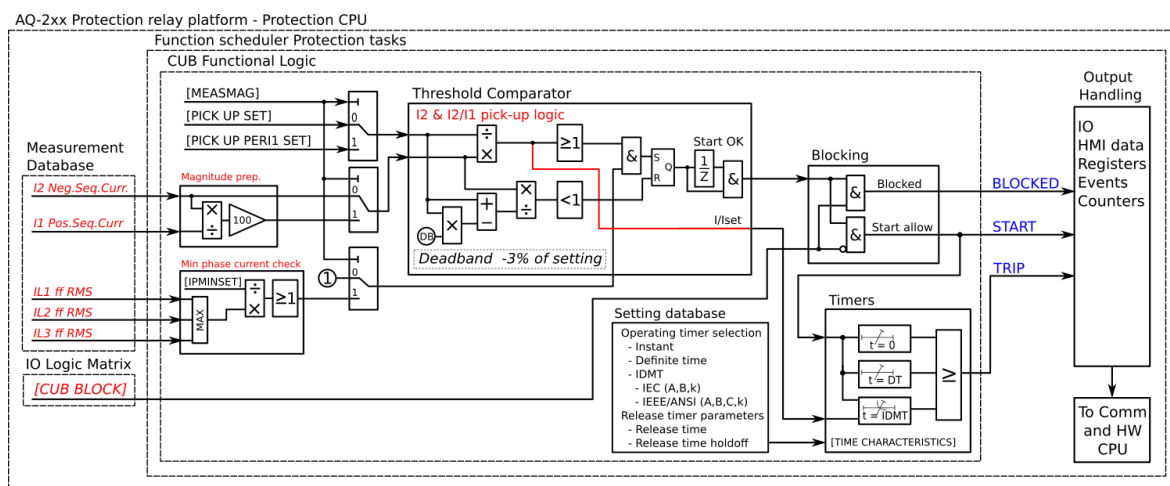 AQ-2xx Protection relay platform - Protection CPU
Function scheduler Protection tasks
CUB Functional Logic
Measurement
Database
I2 Neg.Seq.Curr.
I1 Pos.Seq.Curr
IL1 ff RMS
IL2 ff RMS
IL3 ff RMS
IO Logic Matrix
[CUB BLOCK]
[MEASMAG]
[PICK UP SET]
[PICK UP PERI1 SET]
0
1
Magnitude prep.
×
÷
100
0
1
Min phase current check
[IPMINSET]
MAX
÷
×
≥1
1
0
1
Threshold Comparator
I2 & I2/I1 pick-up logic
÷
×
≥1
&
S
R
Q
Start OK
1
Z
&
DB
×
+
−
×
÷
<1
I/Iset
Deadband -3% of setting
Blocking
&
Blocked
&
Start allow
BLOCKED
START
TRIP
Setting database
Operating timer selection
- Instant
- Definite time
- IDMT
- IEC (A,B,k)
- IEEE/ANSI (A,B,C,k)
Release timer parameters
- Release time
- Release time holdoff
Timers
t = 0
t = DT
t = IDMT
≥
[TIME CHARACTERISTICS]
Output
Handling
IO
HMI data
Registers
Events
Counters
To Comm
and HW
CPU